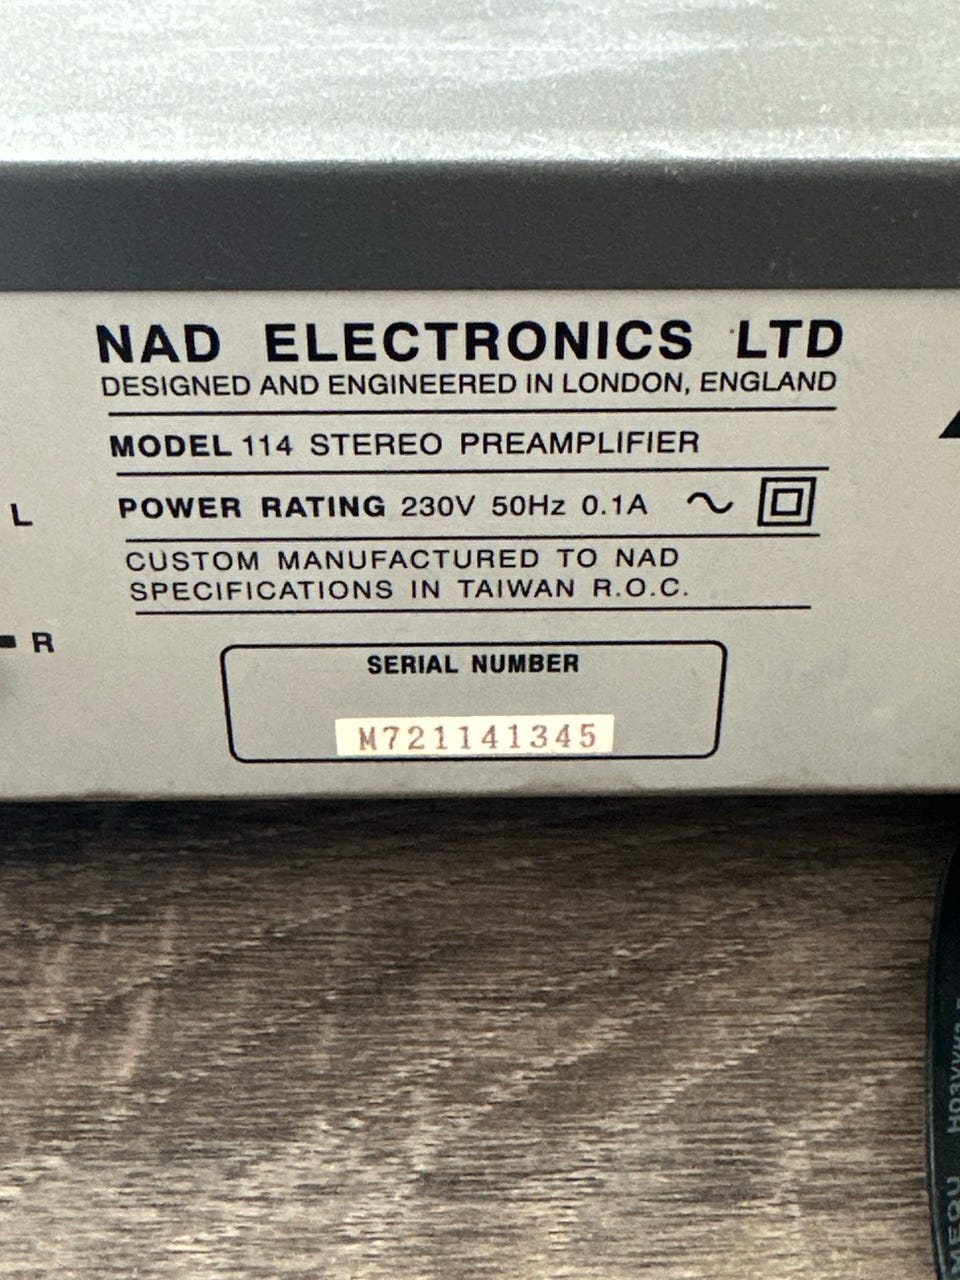 NAD ELECTRONICS LTD
DESIGNED AND ENGINEERED IN LONDON, ENGLAND
MODEL 114 STEREO PREAMPLIFIER
POWER RATING 230V 50Hz 0.1A
L
CUSTOM MANUFACTURED TO NAD
SPECIFICATIONS IN TAIWAN R.O.C.
R
SERIAL NUMBER
M721141345